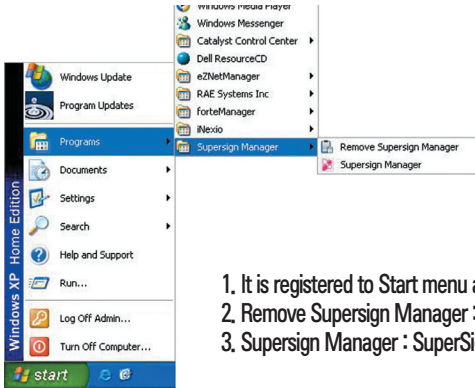 Windows Media Player
Windows Messenger
Catalyst Control Center
Dell ResourceCD
eZNetManager
RAE Systems Inc
forteManager
iNexio
Supersign Manager
Remove Supersign Manager
Supersign Manager
Windows Update
Program Updates
Programs
Documents
Settings
Search
Help and Support
Run...
Log Off Admin...
Turn Off Computer...
Windows XP Home Edition
start
1. It is registered to Start menu
2. Remove Supersign Manager :
3. Supersign Manager :